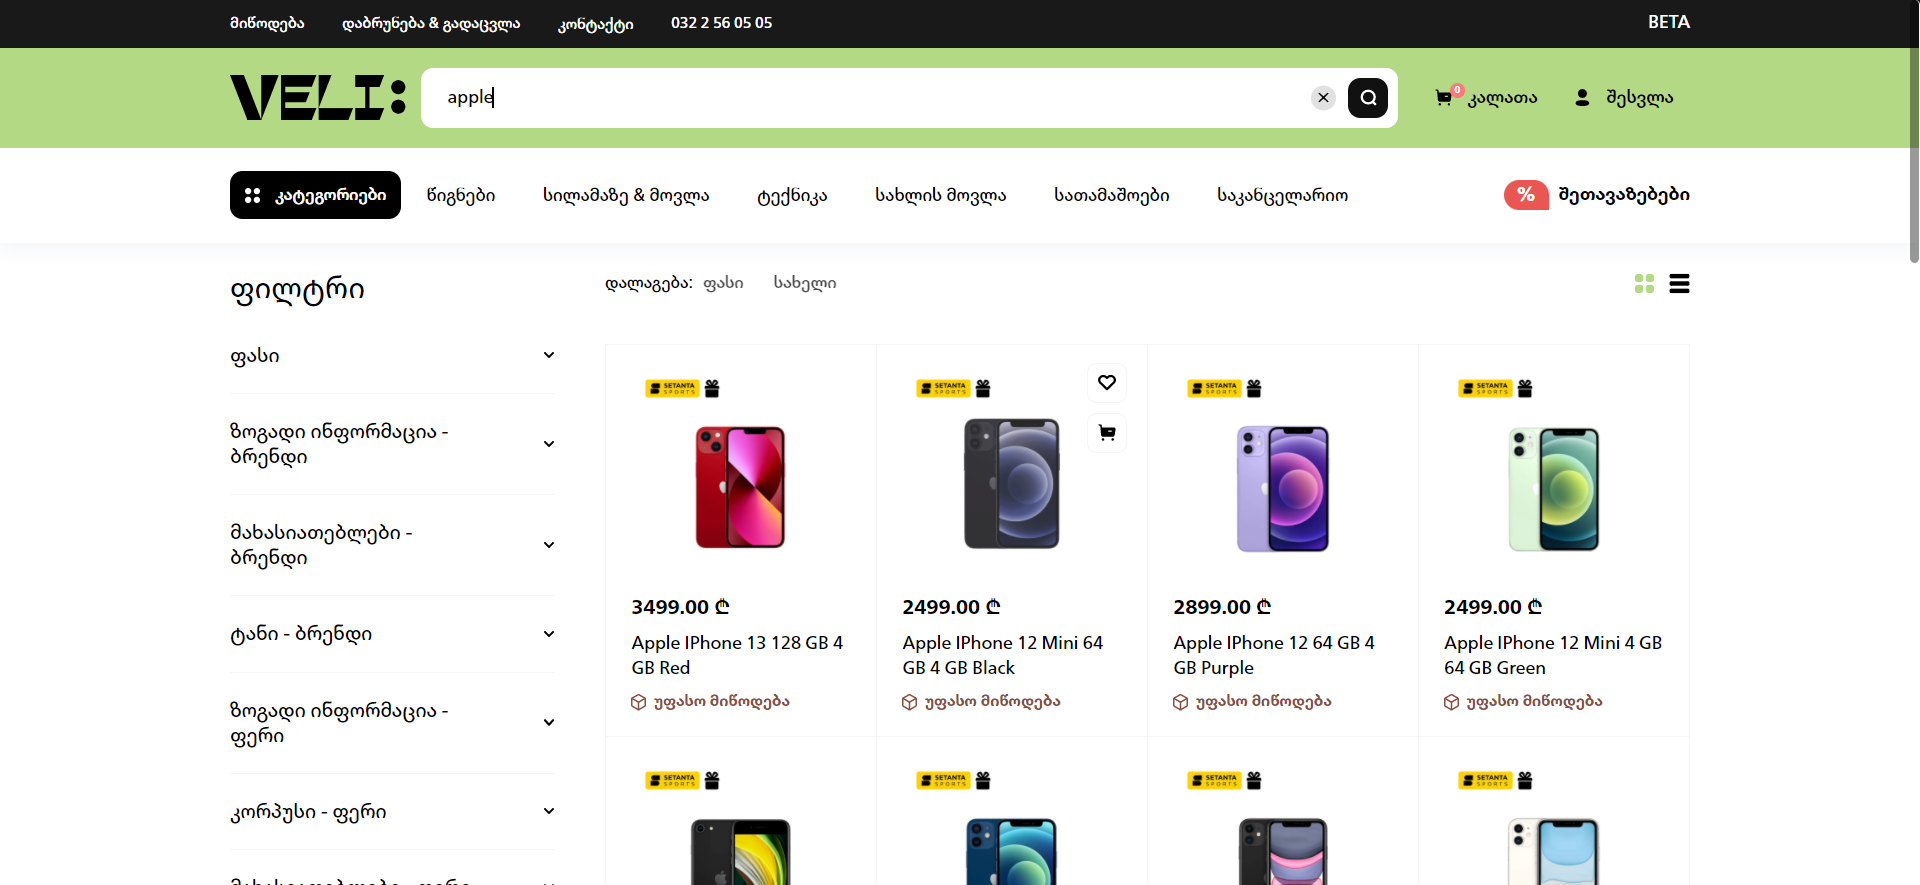 მიწოდება
დაბრუნება & გადაცვლა
კონტაქტი
032 2 56 05 05
BETA
VELI:
apple
0
კალათა
შესვლა
კატეგორიები
წიგნები
სილამაზე & მოვლა
ტექნიკა
სახლის მოვლა
სათამაშოები
საკანცელარიო
%
შეთავაზებები
ფილტრი
ფასი
ზოგადი ინფორმაცია -
ბრენდი
მახასიათებლები -
ბრენდი
ტანი - ბრენდი
ზოგადი ინფორმაცია -
ფერი
კორპუსი - ფერი
მახასიათებლები - ფერი
დალაგება:
ფასი
სახელი
SETANTA
SPORTS
SETANTA
SPORTS
SETANTA
SPORTS
SETANTA
SPORTS
3499.00 ₾
Apple IPhone 13 128 GB 4
GB Red
უფასო მიწოდება
2499.00 ₾
Apple IPhone 12 Mini 64
GB 4 GB Black
უფასო მიწოდება
2899.00 ₾
Apple IPhone 12 64 GB 4
GB Purple
უფასო მიწოდება
2499.00 ₾
Apple IPhone 12 Mini 4 GB
64 GB Green
უფასო მიწოდება
SETANTA
SPORTS
SETANTA
SPORTS
SETANTA
SPORTS
SETANTA
SPORTS